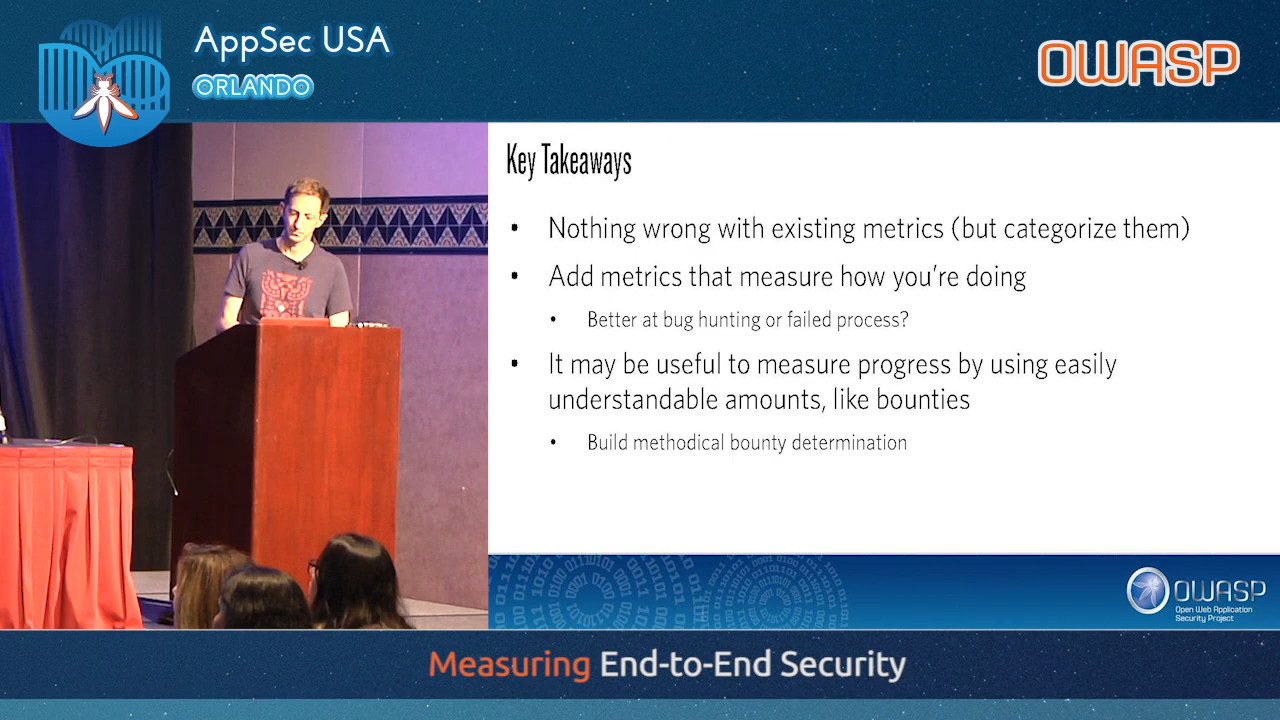 AppSec USA
ORLANDO
OWASP
Key Takeaways
• Nothing wrong with existing metrics (but categorize them)
• Add metrics that measure how you’re doing
• Better at bug hunting or failed process?
• It may be useful to measure progress by using easily
understandable amounts, like bounties
• Build methodical bounty determination
OWASP
Open Web Application
Security Project
Measuring End-to-End Security